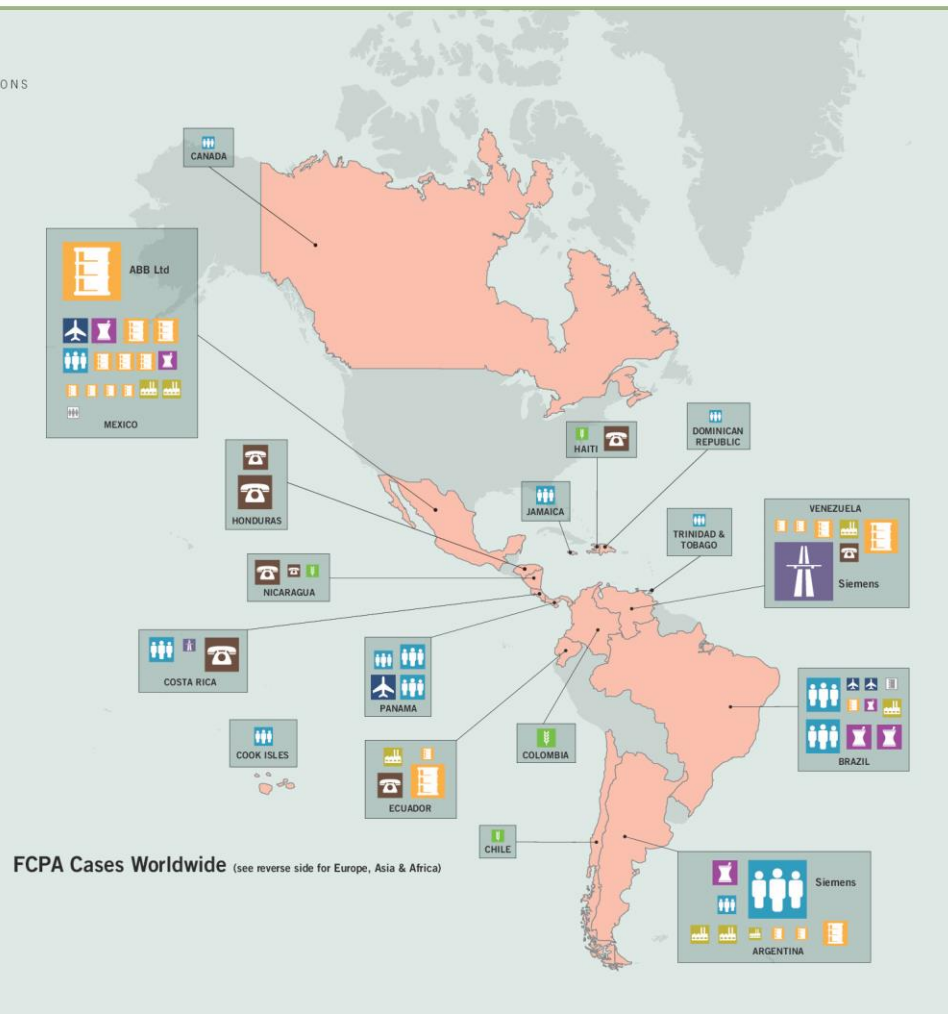 ONS
CANADA
ABB Ltd
MEXICO
HONDURAS
NICARAGUA
COSTA RICA
PANAMA
COOK ISLES
ECUADOR
COLOMBIA
CHILE
HAITI
DOMINICAN
REPUBLIC
JAMAICA
TRINIDAD &
TOBAGO
VENEZUELA
Siemens
BRAZIL
FCPA Cases Worldwide (see reverse side for Europe, Asia & Africa)
Siemens
ARGENTINA